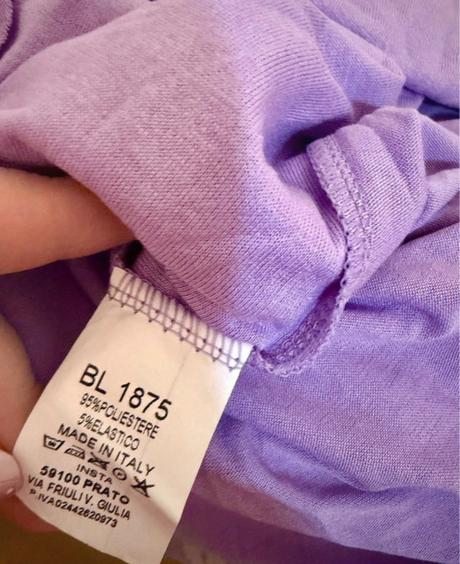 BL 1875
95%POLIESTERE
5%ELASTICO
MADE IN ITALY
INSTA
59100 PRATO
VIA FRIULI V. GIULIA
P.IVA02442620973